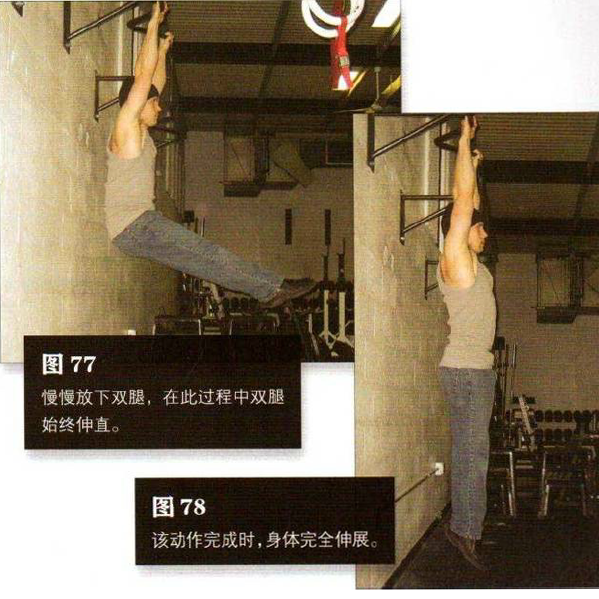 图 77
慢慢放下双腿，在此过程中双腿
始终伸直。
图 78
该动作完成时，身体完全伸展。